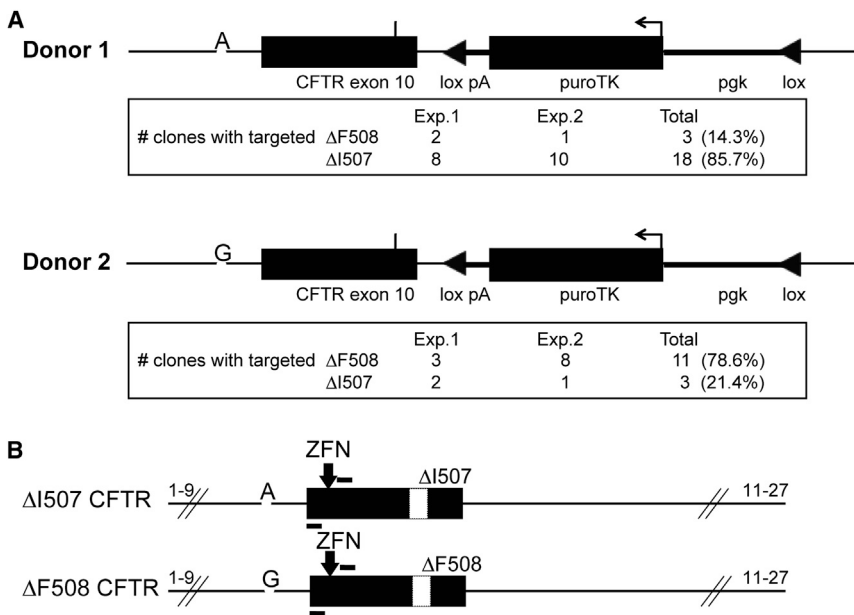 A
Donor 1
A
CFTR exon 10 lox pA puroTK pgk lox
Exp.1 Exp.2 Total
# clones with targeted ΔF508 2 1 3 (14.3%)
ΔI507 8 10 18 (85.7%)
Donor 2
G
CFTR exon 10 lox pA puroTK pgk lox
Exp.1 Exp.2 Total
# clones with targeted ΔF508 3 8 11 (78.6%)
ΔI507 2 1 3 (21.4%)
B
ZFN
ΔI507 CFTR 1-9 A ΔI507 11-27
ZFN
ΔF508 CFTR 1-9 G ΔF508 11-27